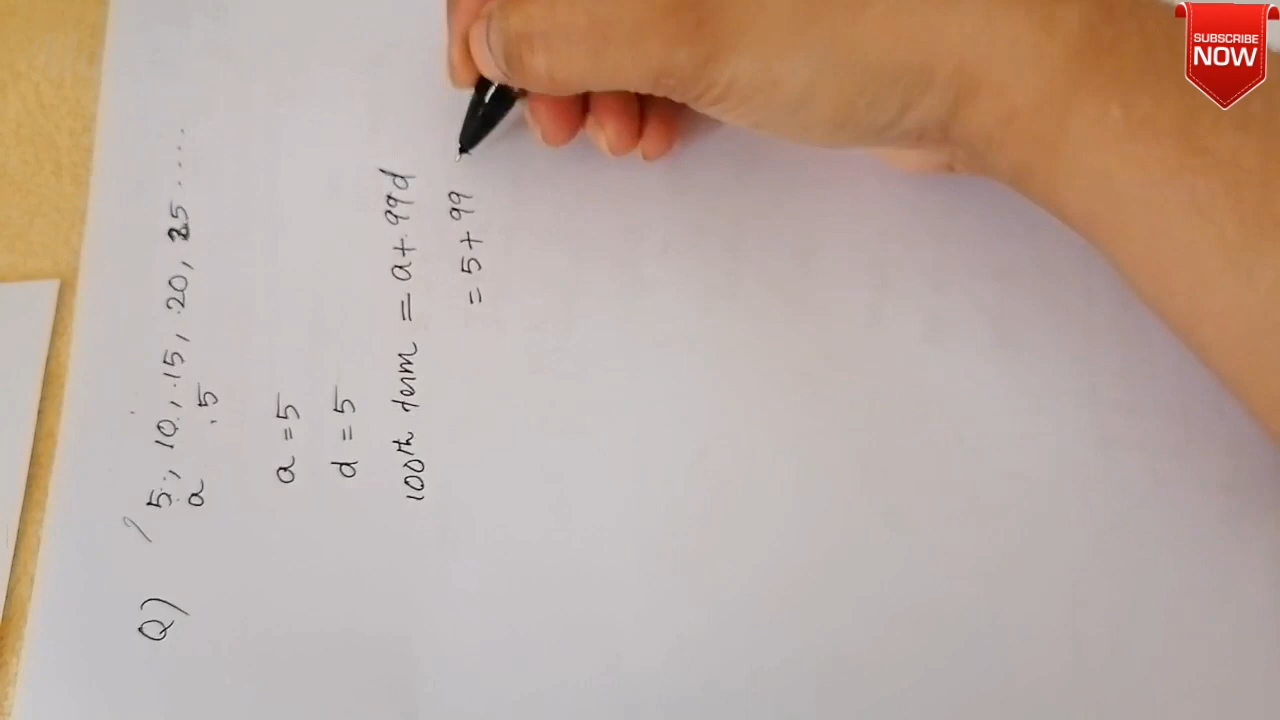 Q) 5, 10, 15, 20, 25 ....
a 5
a = 5
d = 5
100th term = a + 99d
= 5 + 99
SUBSCRIBE
NOW